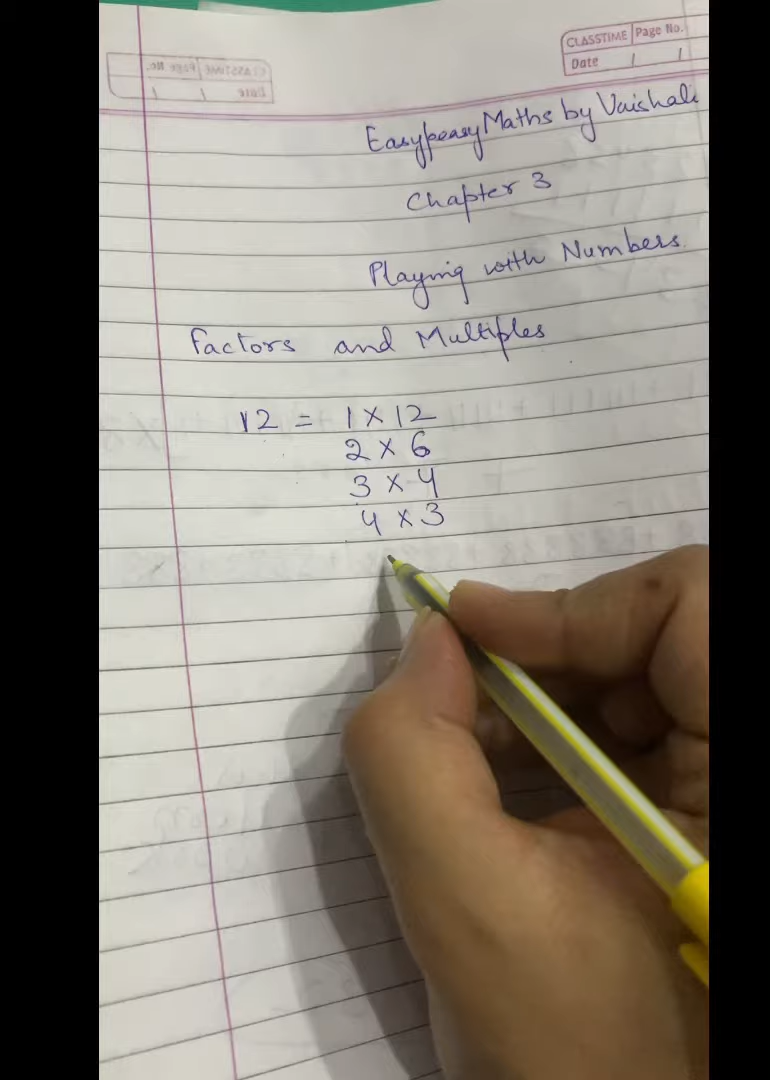 CLASSTIME Page No.
Date / /
Easypeasy Maths by Vaishali
Chapter 3
Playing with Numbers.
Factors and Multiples
12 = 1 × 12
2 × 6
3 × 4
4 × 3